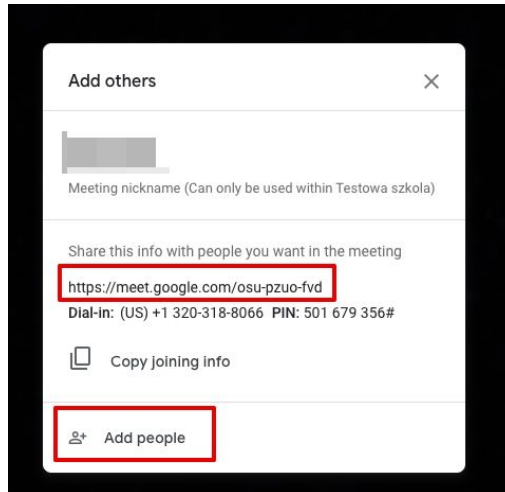 Add others
Meeting nickname (Can only be used within Testowa szkola)
Share this info with people you want in the meeting
https://meet.google.com/osu-pzuo-fvd
Dial-in: (US) +1 320-318-8066 PIN: 501 679 356#
Copy joining info
Add people